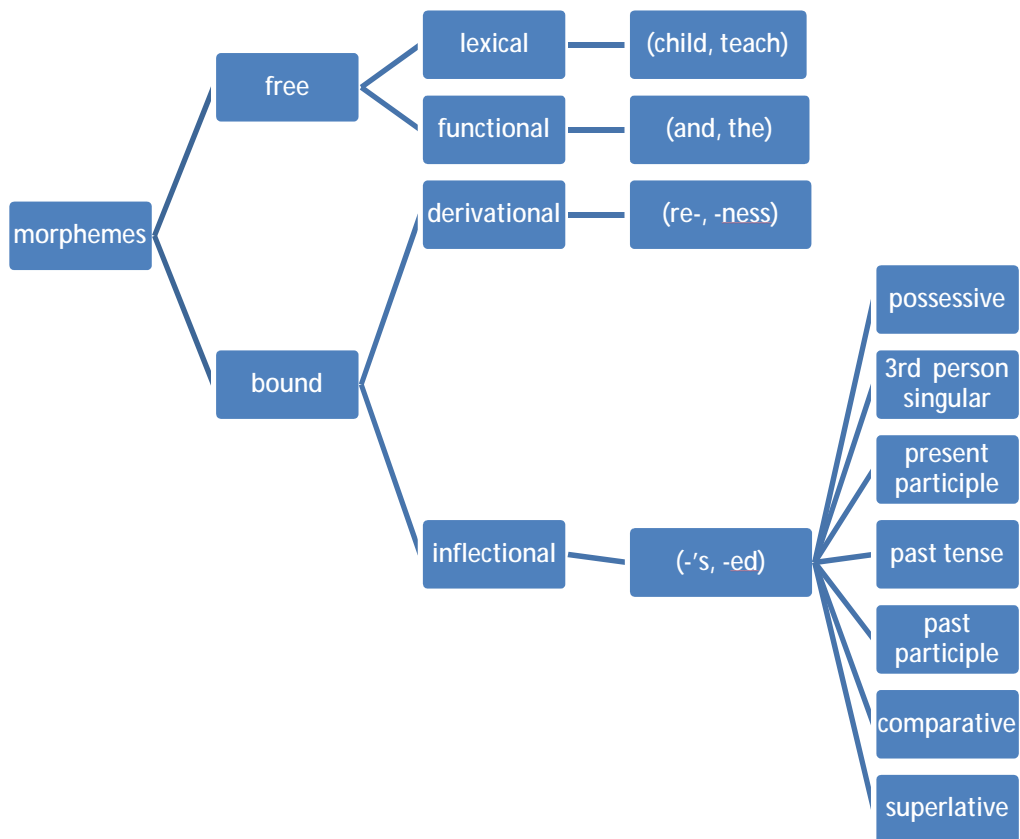 morphemes
free
lexical
(child, teach)
functional
(and, the)
bound
derivational
(re-, -ness)
inflectional
(-'s, -ed)
possessive
3rd person
singular
present
participle
past tense
past
participle
comparative
superlative